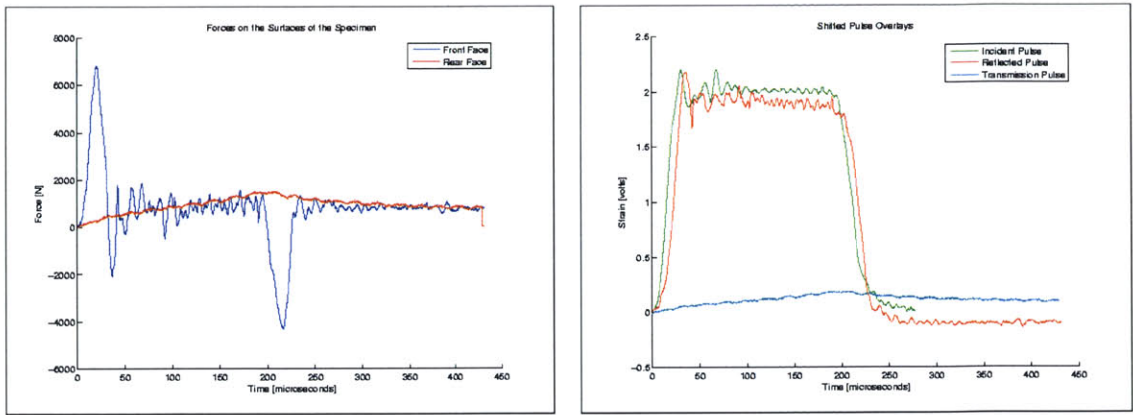 Forces on the Surfaces of the Specimen
8000
6000
4000
2000
0
−2000
−4000
−6000
Force [N]
Front Face
Rear Face
0 50 100 150 200 250 300 350 400 450
Time [microseconds]
Shifted Pulse Overlays
2.5
2
1.5
1
0.5
0
−0.5
Strain [volts]
Incident Pulse
Reflected Pulse
Transmission Pulse
0 50 100 150 200 250 300 350 400 450
Time [microseconds]